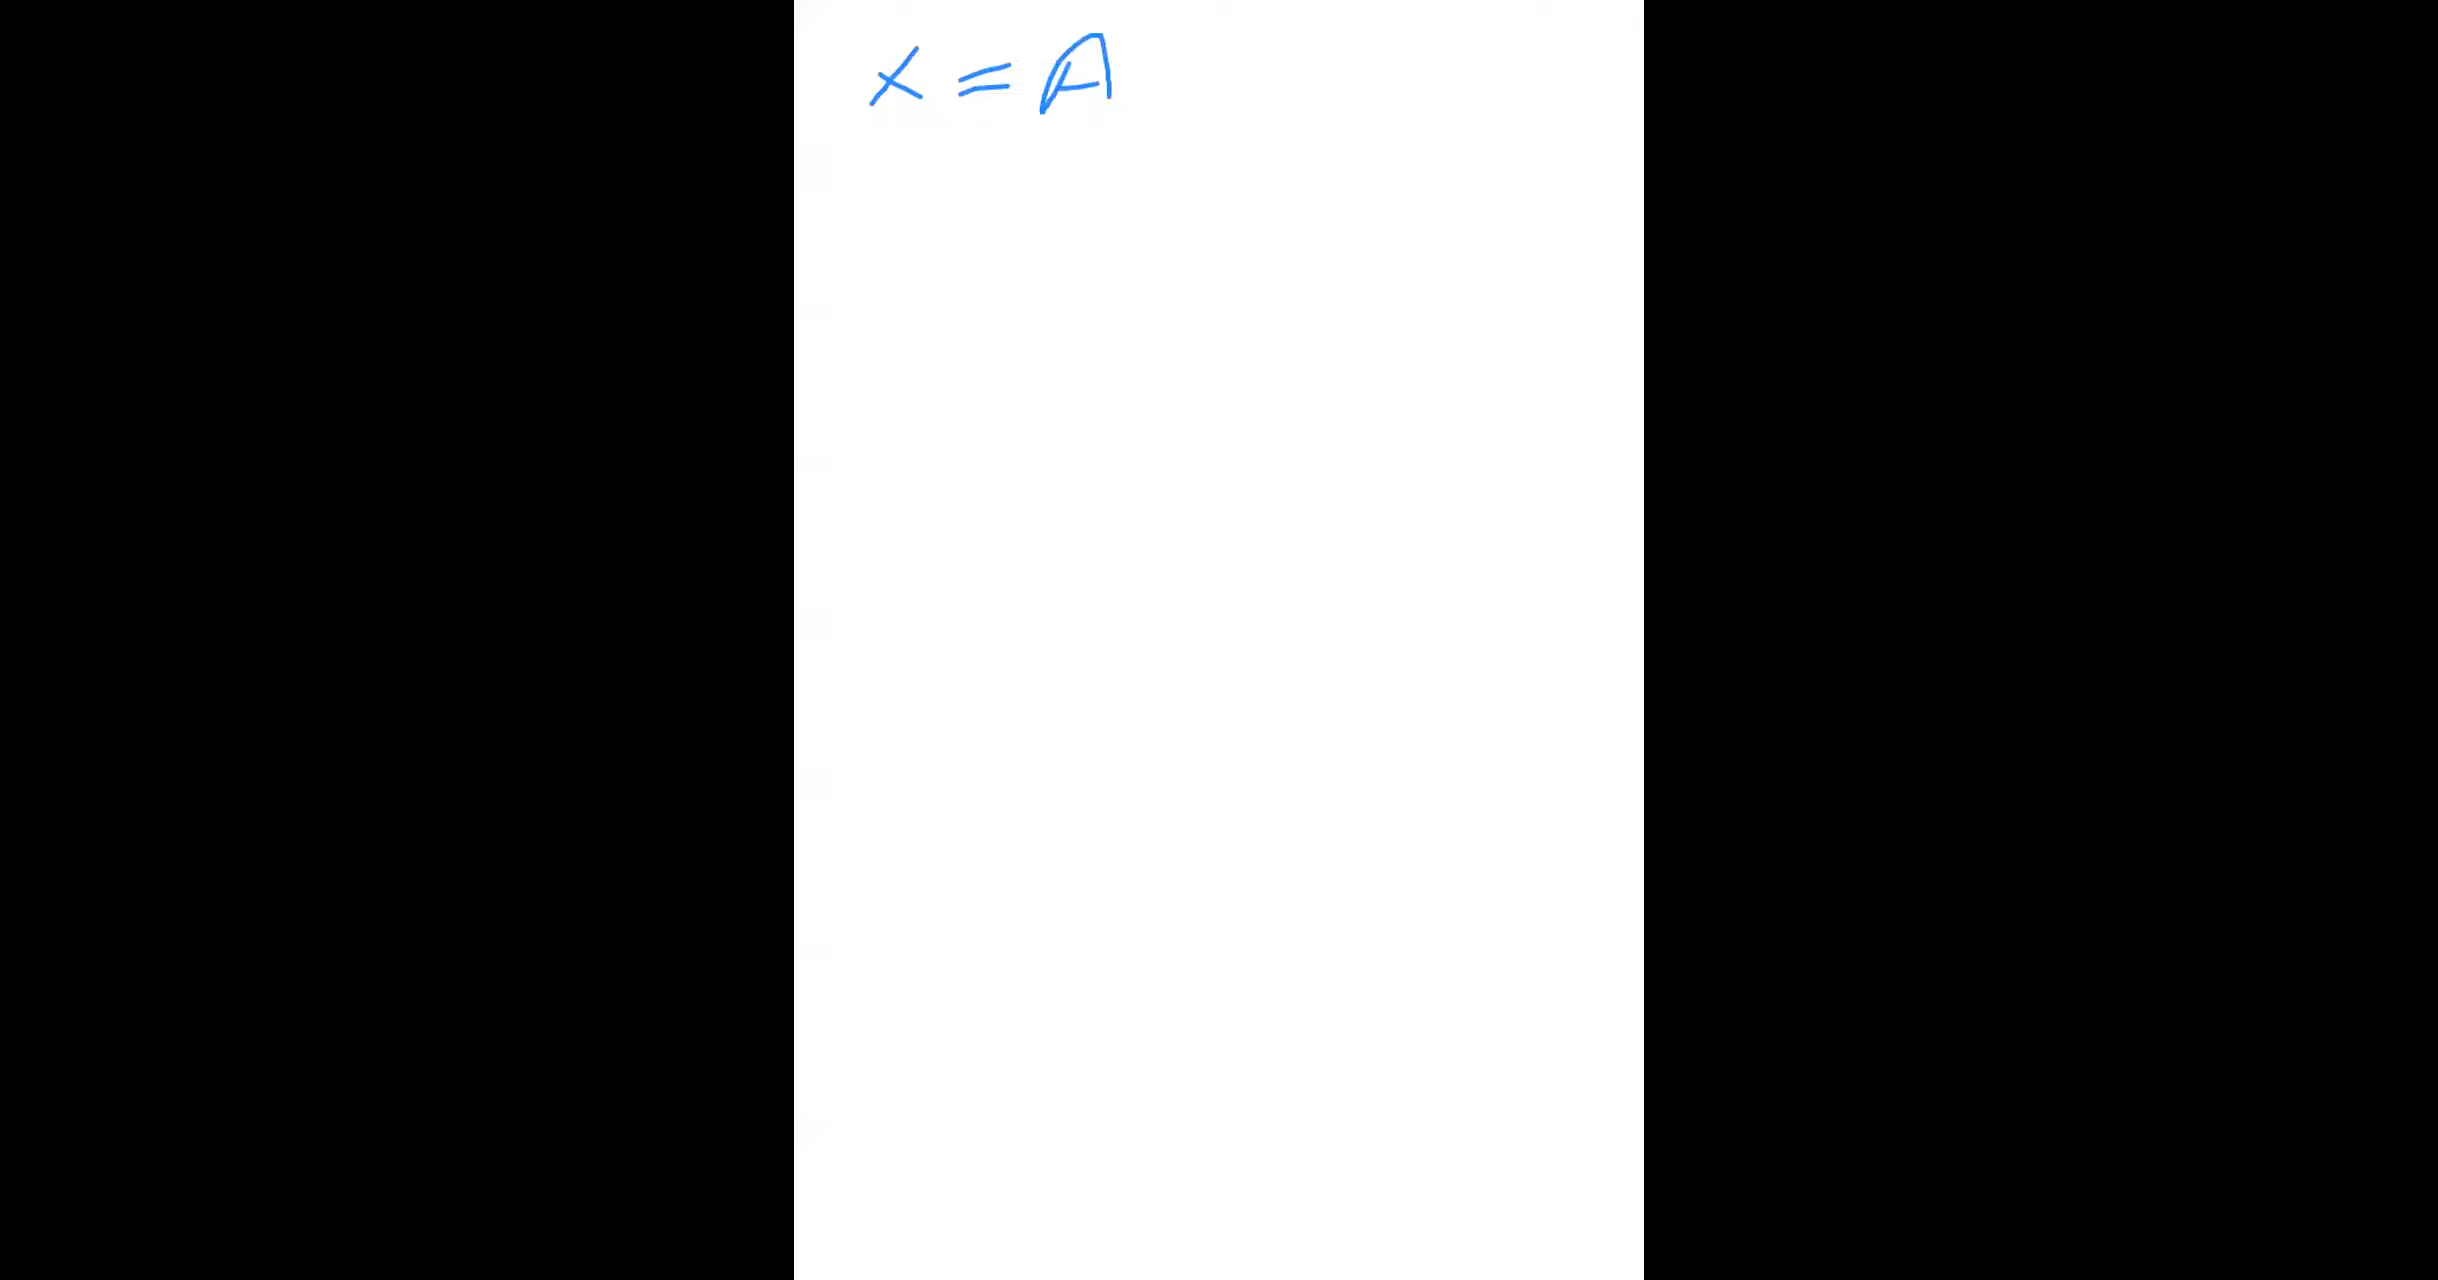 x = A